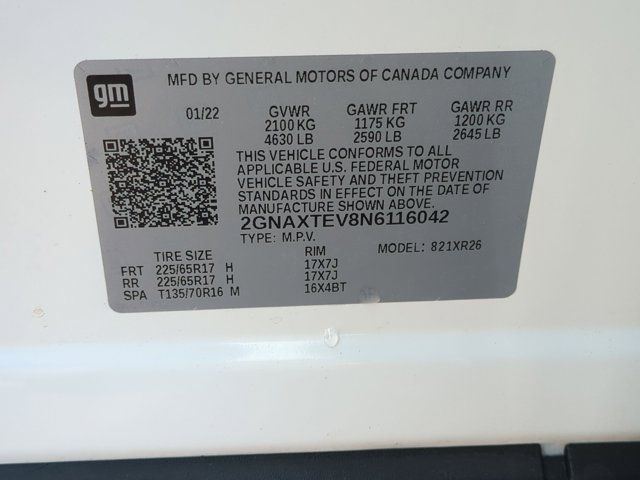 gm
MFD BY GENERAL MOTORS OF CANADA COMPANY
01/22 GVWR GAWR FRT GAWR RR
2100 KG 1175 KG 1200 KG
4630 LB 2590 LB 2645 LB
THIS VEHICLE CONFORMS TO ALL
APPLICABLE U.S. FEDERAL MOTOR
VEHICLE SAFETY AND THEFT PREVENTION
STANDARDS IN EFFECT ON THE DATE OF
MANUFACTURE SHOWN ABOVE.
2GNAXTEV8N6116042
TYPE: M.P.V. MODEL: 821XR26
TIRE SIZE RIM
FRT 225/65R17 H 17X7J
RR 225/65R17 H 17X7J
SPA T135/70R16 M 16X4BT